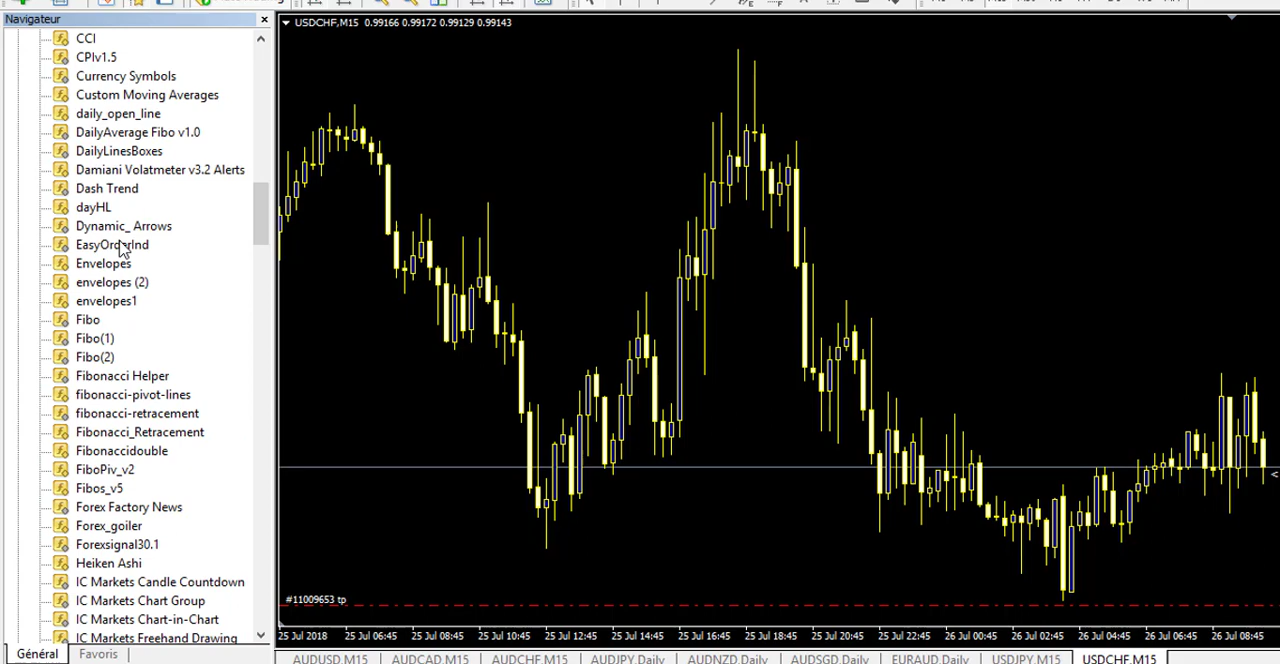 Navigateur
CCI
CPIv1.5
Currency Symbols
Custom Moving Averages
daily_open_line
DailyAverage Fibo v1.0
DailyLinesBoxes
Damiani Volatmeter v3.2 Alerts
Dash Trend
dayHL
Dynamic_ Arrows
EasyOrderInd
Envelopes
envelopes (2)
envelopes1
Fibo
Fibo(1)
Fibo(2)
Fibonacci Helper
fibonacci-pivot-lines
fibonacci-retracement
Fibonacci_Retracement
Fibonaccidouble
FiboPiv_v2
Fibos_v5
Forex Factory News
Forex_goiler
Forexsignal30.1
Heiken Ashi
IC Markets Candle Countdown
IC Markets Chart Group
IC Markets Chart-in-Chart
IC Markets Freehand Drawing
Général Favoris
USDCHF,M15 0.99166 0.99172 0.99129 0.99143
#11009653 tp
25 Jul 2018 25 Jul 06:45 25 Jul 08:45 25 Jul 10:45 25 Jul 12:45 25 Jul 14:45 25 Jul 16:45 25 Jul 18:45 25 Jul 20:45 25 Jul 22:45 26 Jul 00:45 26 Jul 02:45 26 Jul 04:45 26 Jul 06:45 26 Jul 08:45
AUDUSD,M15 AUDCAD,M15 AUDCHF,M15 AUDJPY,Daily AUDNZD,Daily AUDSGD,Daily EURAUD,Daily USDJPY,M15 USDCHF,M15